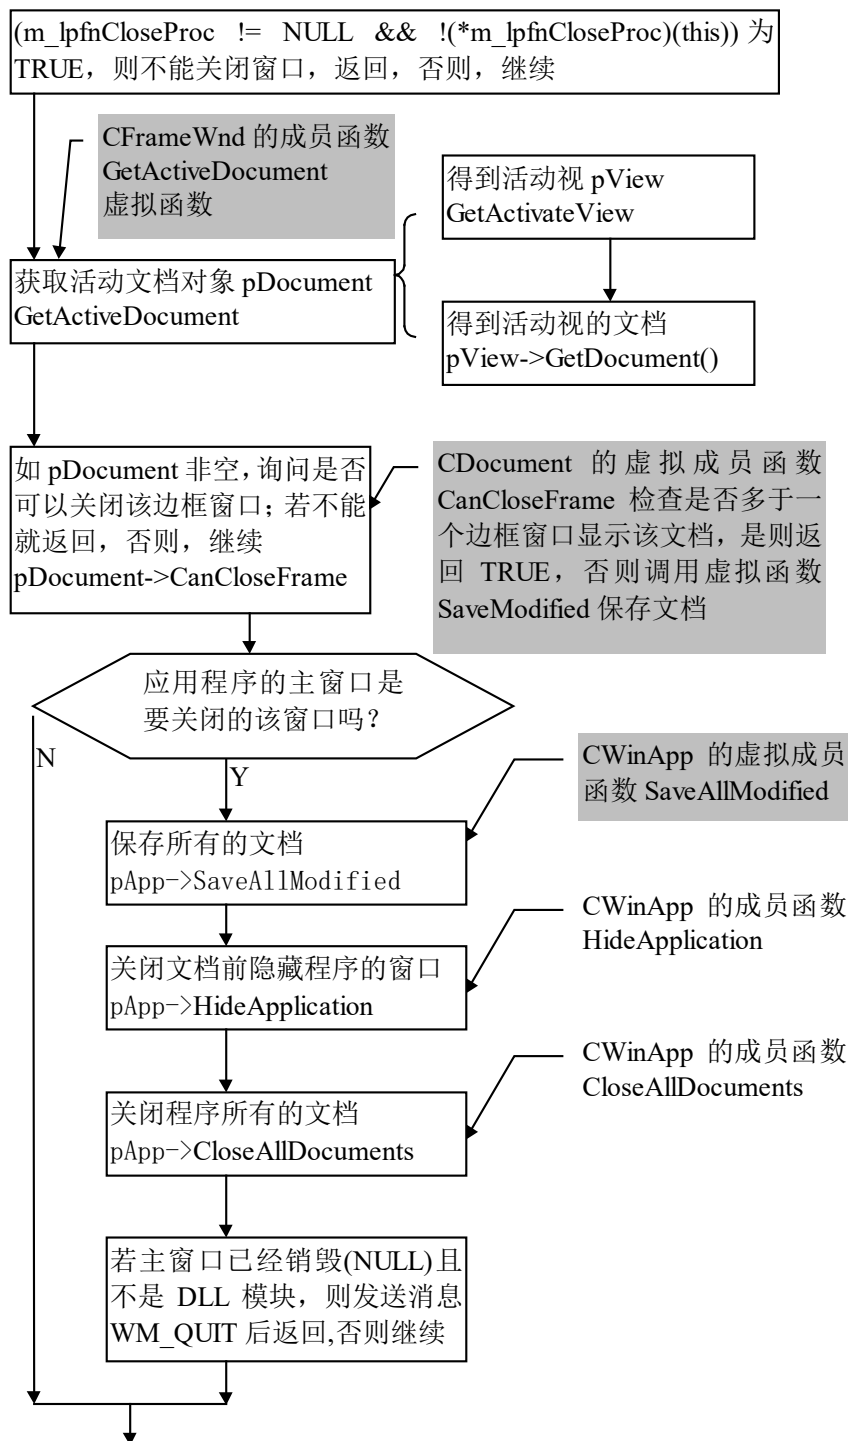 (m_lpfnCloseProc != NULL && !(*m_lpfnCloseProc)(this)) 为
TRUE，则不能关闭窗口，返回，否则，继续
CFrameWnd 的成员函数
GetActiveDocument
虚拟函数
得到活动视 pView
GetActivateView
获取活动文档对象 pDocument
GetActiveDocument
得到活动视的文档
pView->GetDocument()
如 pDocument 非空，询问是否
可以关闭该边框窗口；若不能
就返回，否则，继续
pDocument->CanCloseFrame
CDocument 的虚拟成员函数
CanCloseFrame 检查是否多于一
个边框窗口显示该文档，是则返
回 TRUE，否则调用虚拟函数
SaveModified 保存文档
应用程序的主窗口是
要关闭的该窗口吗？
N
Y
CWinApp 的虚拟成员
函数 SaveAllModified
保存所有的文档
pApp->SaveAllModified
CWinApp 的成员函数
HideApplication
关闭文档前隐藏程序的窗口
pApp->HideApplication
CWinApp 的成员函数
CloseAllDocuments
关闭程序所有的文档
pApp->CloseAllDocuments
若主窗口已经销毁(NULL)且
不是 DLL 模块，则发送消息
WM_QUIT 后返回,否则继续